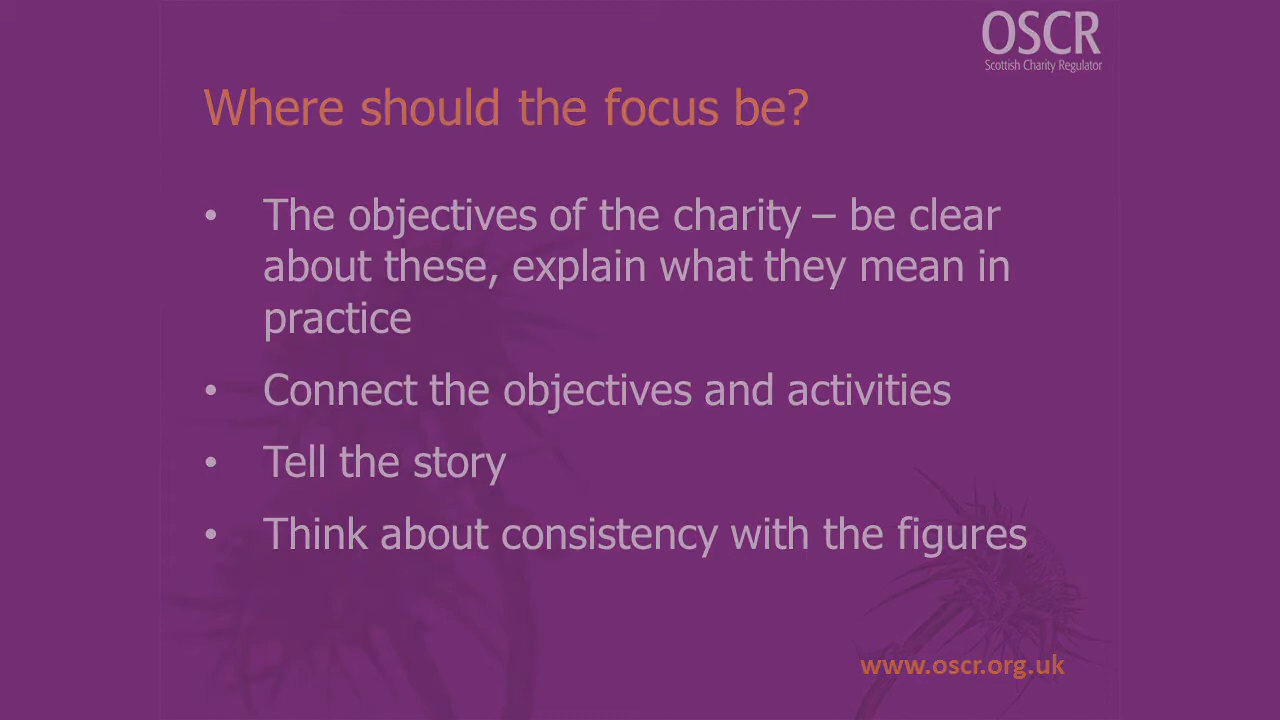 OSCR
Scottish Charity Regulator
Where should the focus be?
• The objectives of the charity – be clear
about these, explain what they mean in
practice
• Connect the objectives and activities
• Tell the story
• Think about consistency with the figures
www.oscr.org.uk